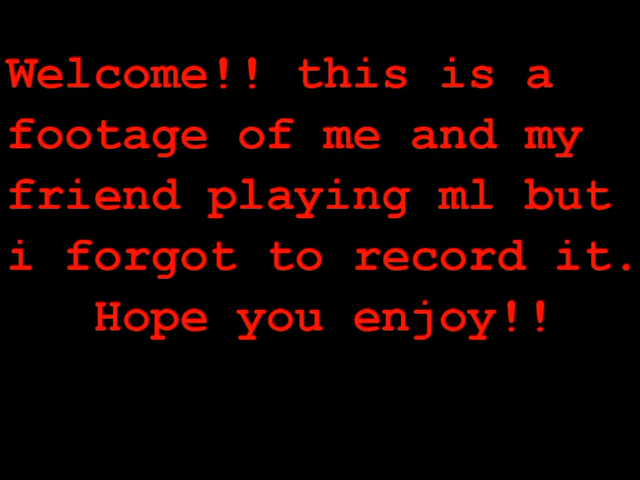 Welcome!! this is a
footage of me and my
friend playing ml but
i forgot to record it.
Hope you enjoy!!